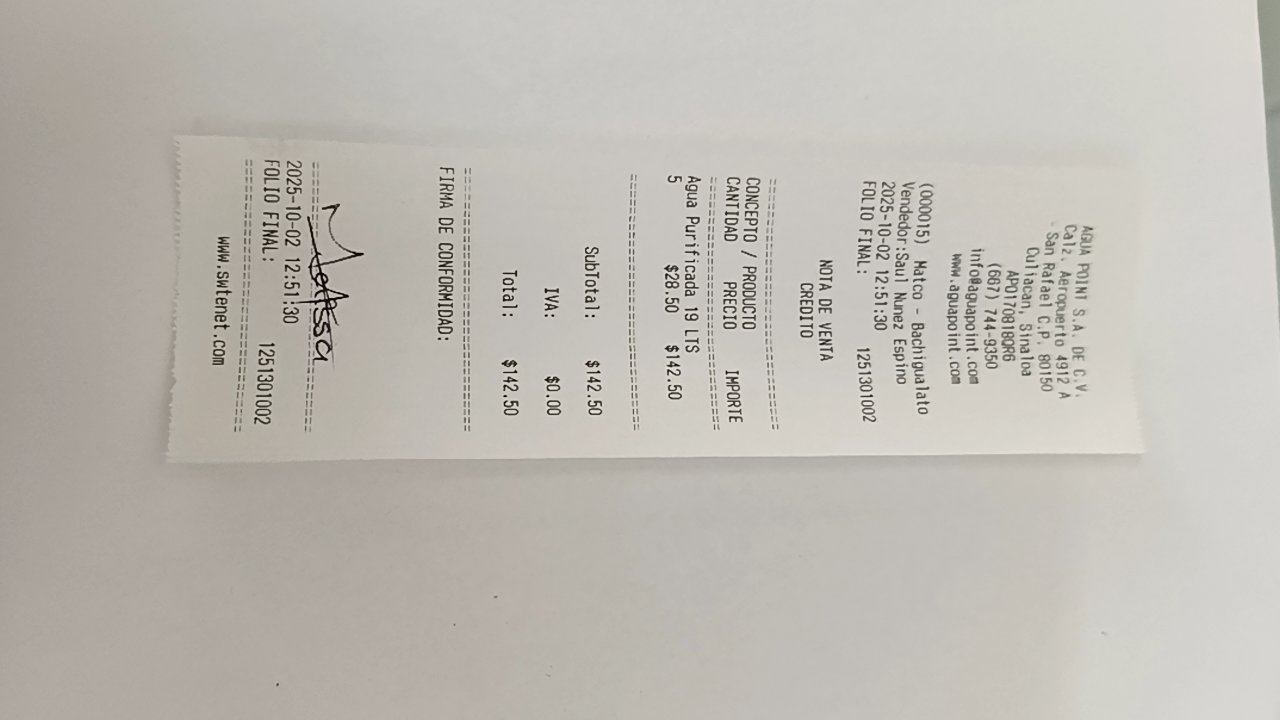 AGUA POINT S.A. DE C.V.
Calz. Aeropuerto 4912 A
San Rafael C.P. 80150
Culiacan, Sinaloa
APO170818QR6
(667) 744-9350
info@aguapoint.com
www.aguapoint.com
(000015) Matco - Bachigualato
Vendedor:Saul Nunez Espino
2025-10-02 12:51:30
FOLIO FINAL: 1251301002
NOTA DE VENTA
CREDITO
CONCEPTO / PRODUCTO
CANTIDAD PRECIO IMPORTE
Agua Purificada 19 LTS
5 $28.50 $142.50
SubTotal: $142.50
IVA: $0.00
Total: $142.50
FIRMA DE CONFORMIDAD:
2025-10-02 12:51:30
FOLIO FINAL: 1251301002
www.swtenet.com